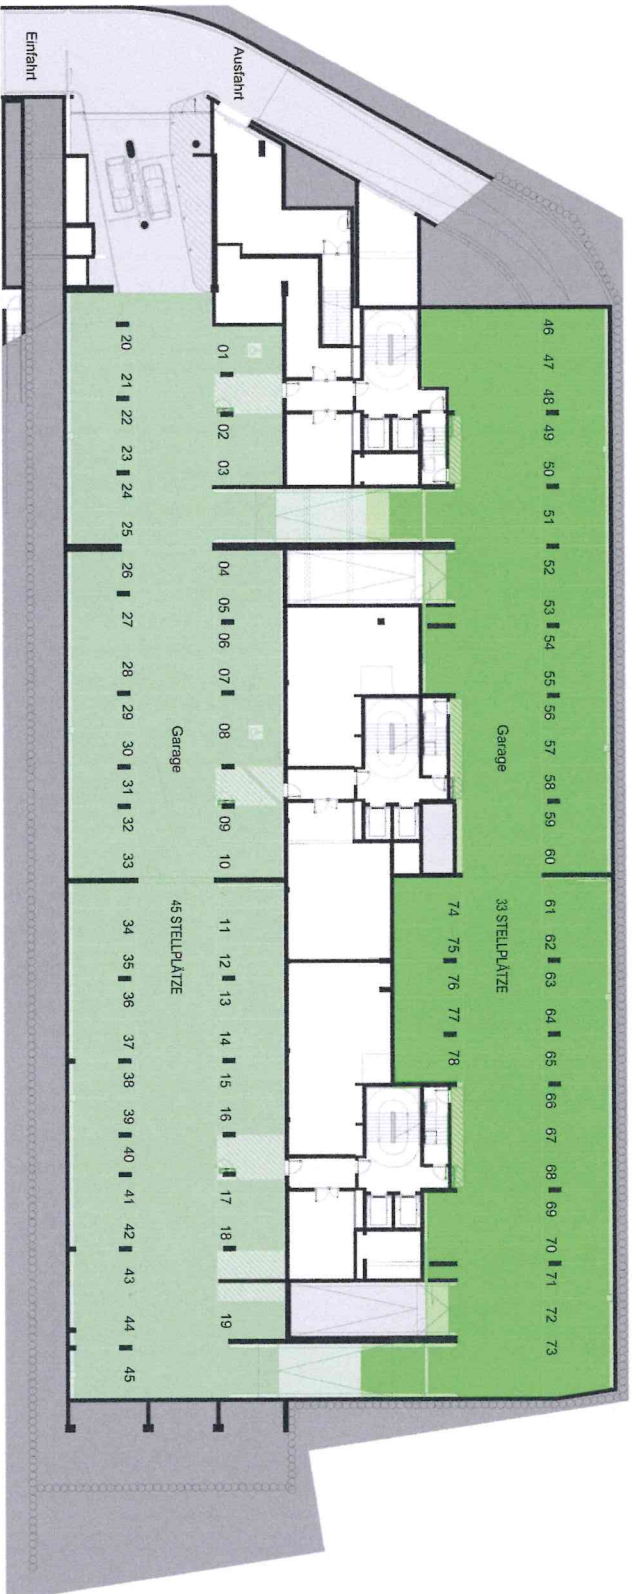 Einfahrt
Ausfahrt
46 47 48 49 50 51 52 53 54 55 56 57 58 59 60 61 62 63 64 65 66 67 68 69 70 71 72 73
Garage
33 STELLPLÄTZE
74 75 76 77 78
01 02 03 04 05 06 07 08 09 10 11 12 13 14 15 16 17 18 19
Garage
45 STELLPLÄTZE
20 21 22 23 24 25 26 27 28 29 30 31 32 33 34 35 36 37 38 39 40 41 42 43 44 45